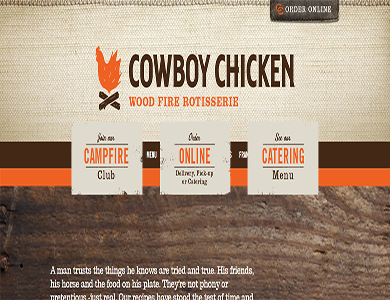 ORDER ONLINE
COWBOY CHICKEN
WOOD FIRE ROTISSERIE
Join our
CAMPFIRE
Club
MENU
Order
ONLINE
Delivery, Pick-up
or Catering
FRAN
See our
CATERING
Menu
A man trusts the things he knows are tried and true. His friends,
his horse and the food on his plate. They're not phony or
pretentious -just real. Our recipes have stood the test of time and